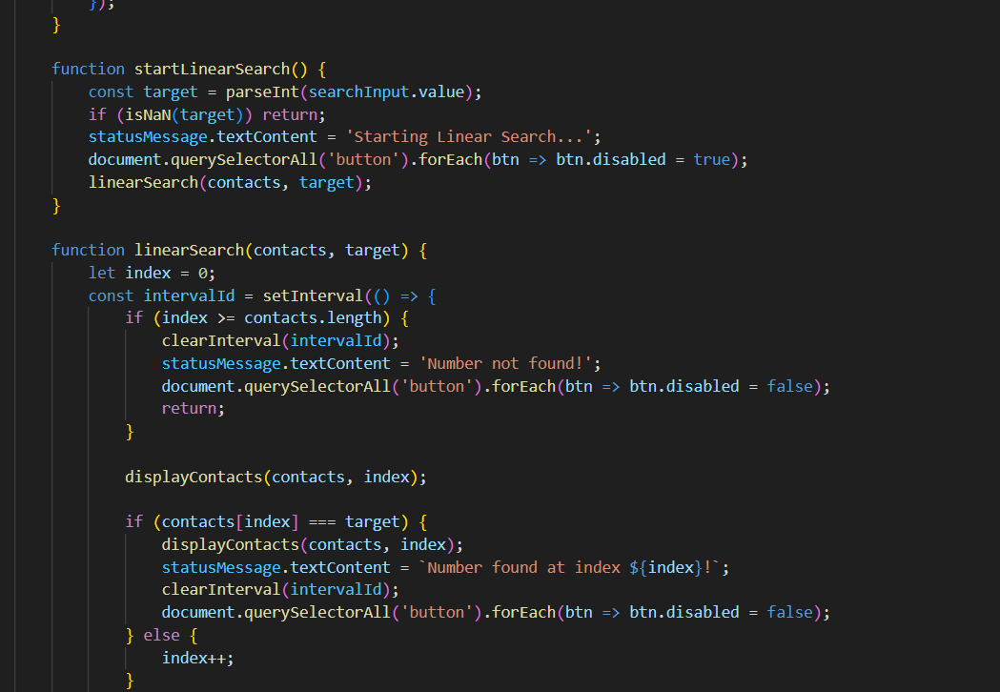 });
}
function startLinearSearch() {
const target = parseInt(searchInput.value);
if (isNaN(target)) return;
statusMessage.textContent = 'Starting Linear Search...';
document.querySelectorAll('button').forEach(btn => btn.disabled = true);
linearSearch(contacts, target);
}
function linearSearch(contacts, target) {
let index = 0;
const intervalId = setInterval(() => {
if (index >= contacts.length) {
clearInterval(intervalId);
statusMessage.textContent = 'Number not found!';
document.querySelectorAll('button').forEach(btn => btn.disabled = false);
return;
}
displayContacts(contacts, index);
if (contacts[index] === target) {
displayContacts(contacts, index);
statusMessage.textContent = `Number found at index ${index}!`;
clearInterval(intervalId);
document.querySelectorAll('button').forEach(btn => btn.disabled = false);
} else {
index++;
}